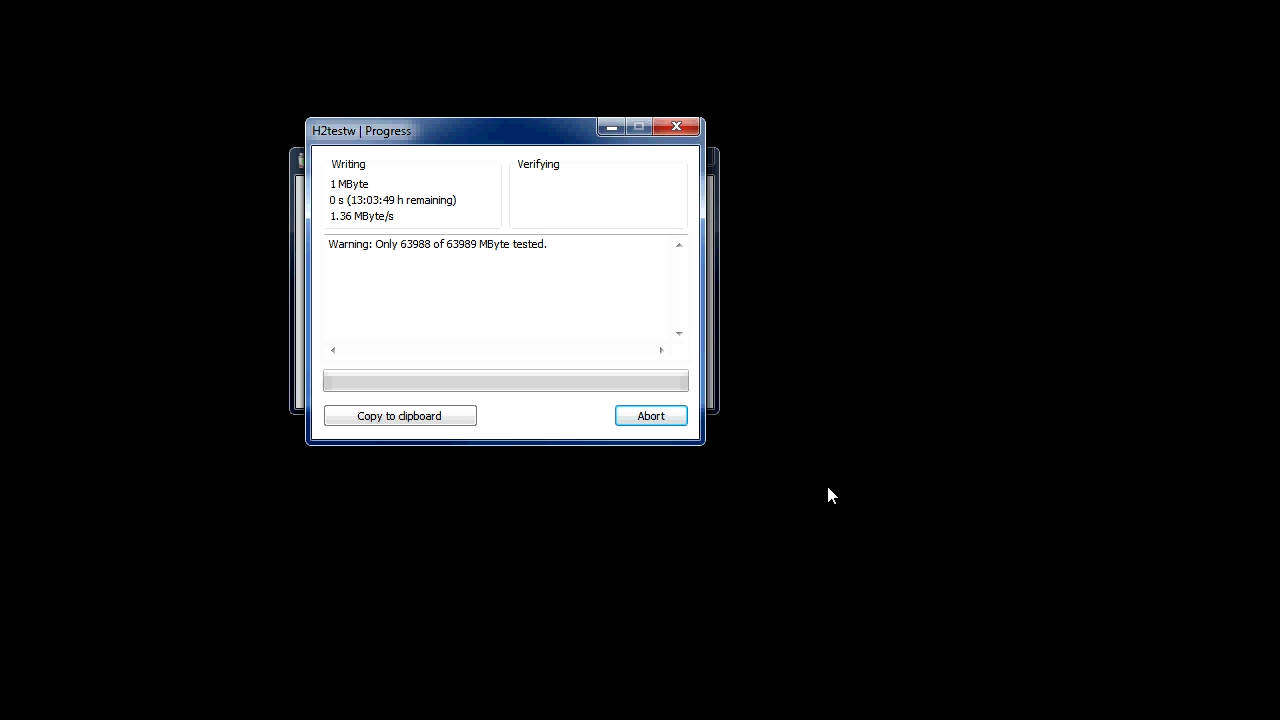 H2testw | Progress
Writing
Verifying
1 MByte
0 s (13:03:49 h remaining)
1.36 MByte/s
Warning: Only 63988 of 63989 MByte tested.
Copy to clipboard
Abort